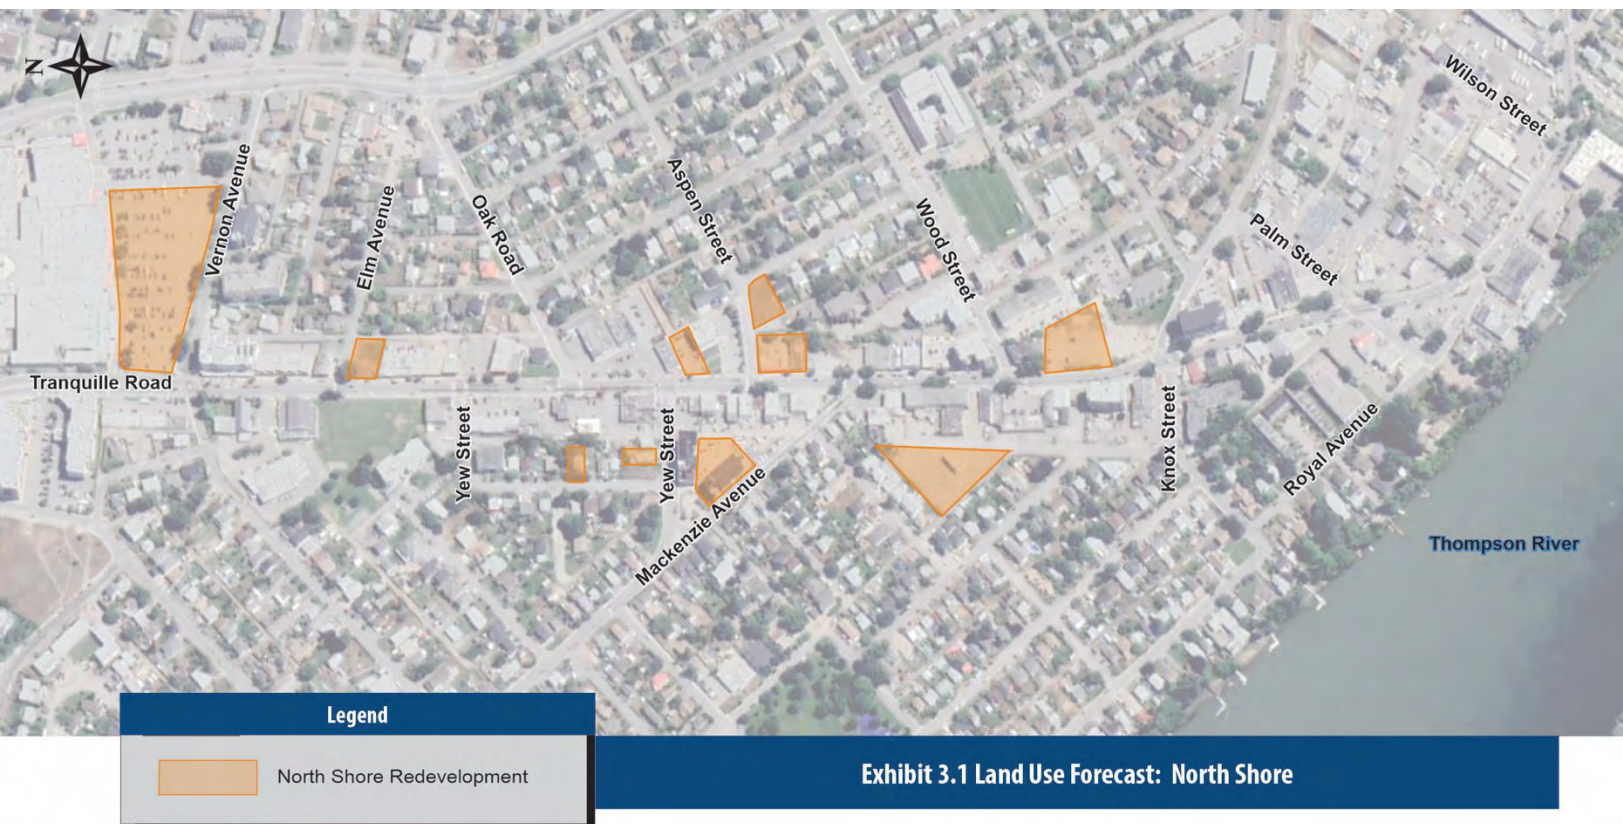 N
Wilson Street
Vernon Avenue
Elm Avenue
Oak Road
Aspen Street
Wood Street
Palm Street
Tranquille Road
Yew Street
Yew Street
Mackenzie Avenue
Knox Street
Royal Avenue
Thompson River
Legend
North Shore Redevelopment
Exhibit 3.1 Land Use Forecast: North Shore